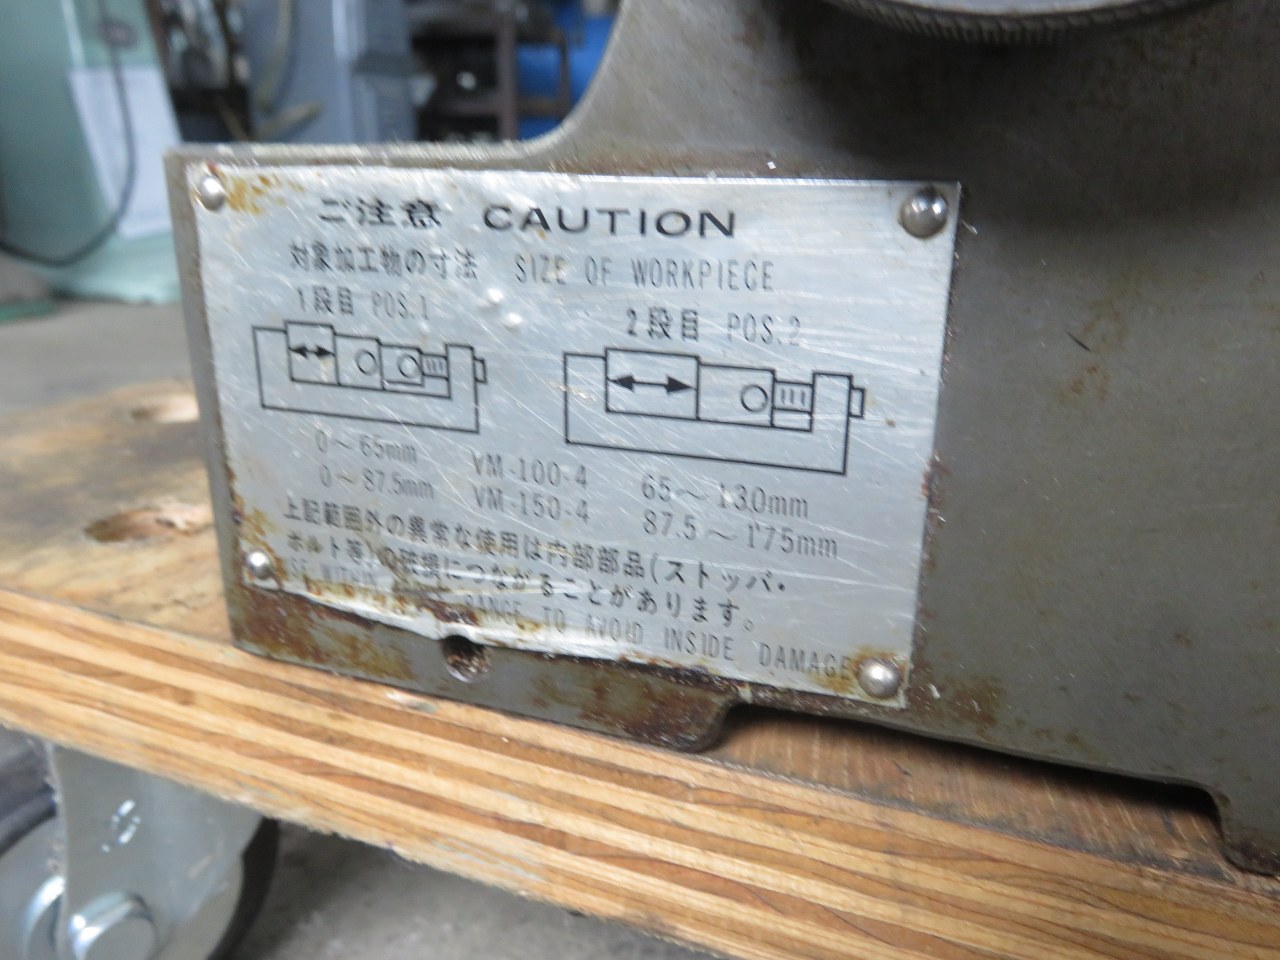 ご注意 CAUTION
対象加工物の寸法 SIZE OF WORKPIECE
1段目 POS.1
2段目 POS.2
0～65mm VM-100-4 65～130mm
0～87.5mm VM-150-4 87.5～175mm
上記範囲外の異常な使用は内部部品(ストッパ・
ボルト等)の破損につながることがあります。
USE WITHIN RANGE TO AVOID INSIDE DAMAGE